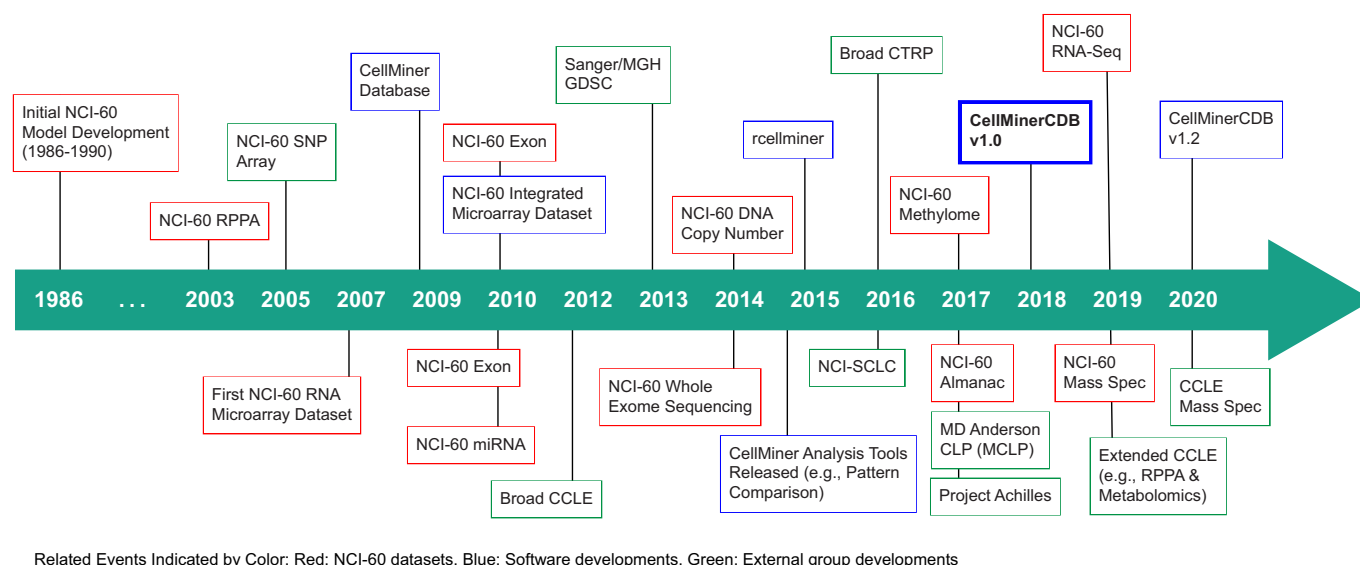 Initial NCI-60
Model Development
(1986-1990)
NCI-60 RPPA
NCI-60 SNP
Array
CellMiner
Database
NCI-60 Exon
NCI-60 Integrated
Microarray Dataset
Sanger/MGH
GDSC
NCI-60 DNA
Copy Number
rcellminer
Broad CTRP
NCI-60
Methylome
CellMinerCDB
v1.0
NCI-60
RNA-Seq
CellMinerCDB
v1.2
1986 ... 2003 2005 2007 2009 2010 2012 2013 2014 2015 2016 2017 2018 2019 2020
First NCI-60 RNA
Microarray Dataset
NCI-60 Exon
NCI-60 miRNA
Broad CCLE
NCI-60 Whole
Exome Sequencing
CellMiner Analysis Tools
Released (e.g., Pattern
Comparison)
NCI-SCLC
NCI-60
Almanac
MD Anderson
CLP (MCLP)
Project Achilles
NCI-60
Mass Spec
Extended CCLE
(e.g., RPPA &
Metabolomics)
CCLE
Mass Spec
Related Events Indicated by Color: Red: NCI-60 datasets, Blue: Software developments, Green: External group developments